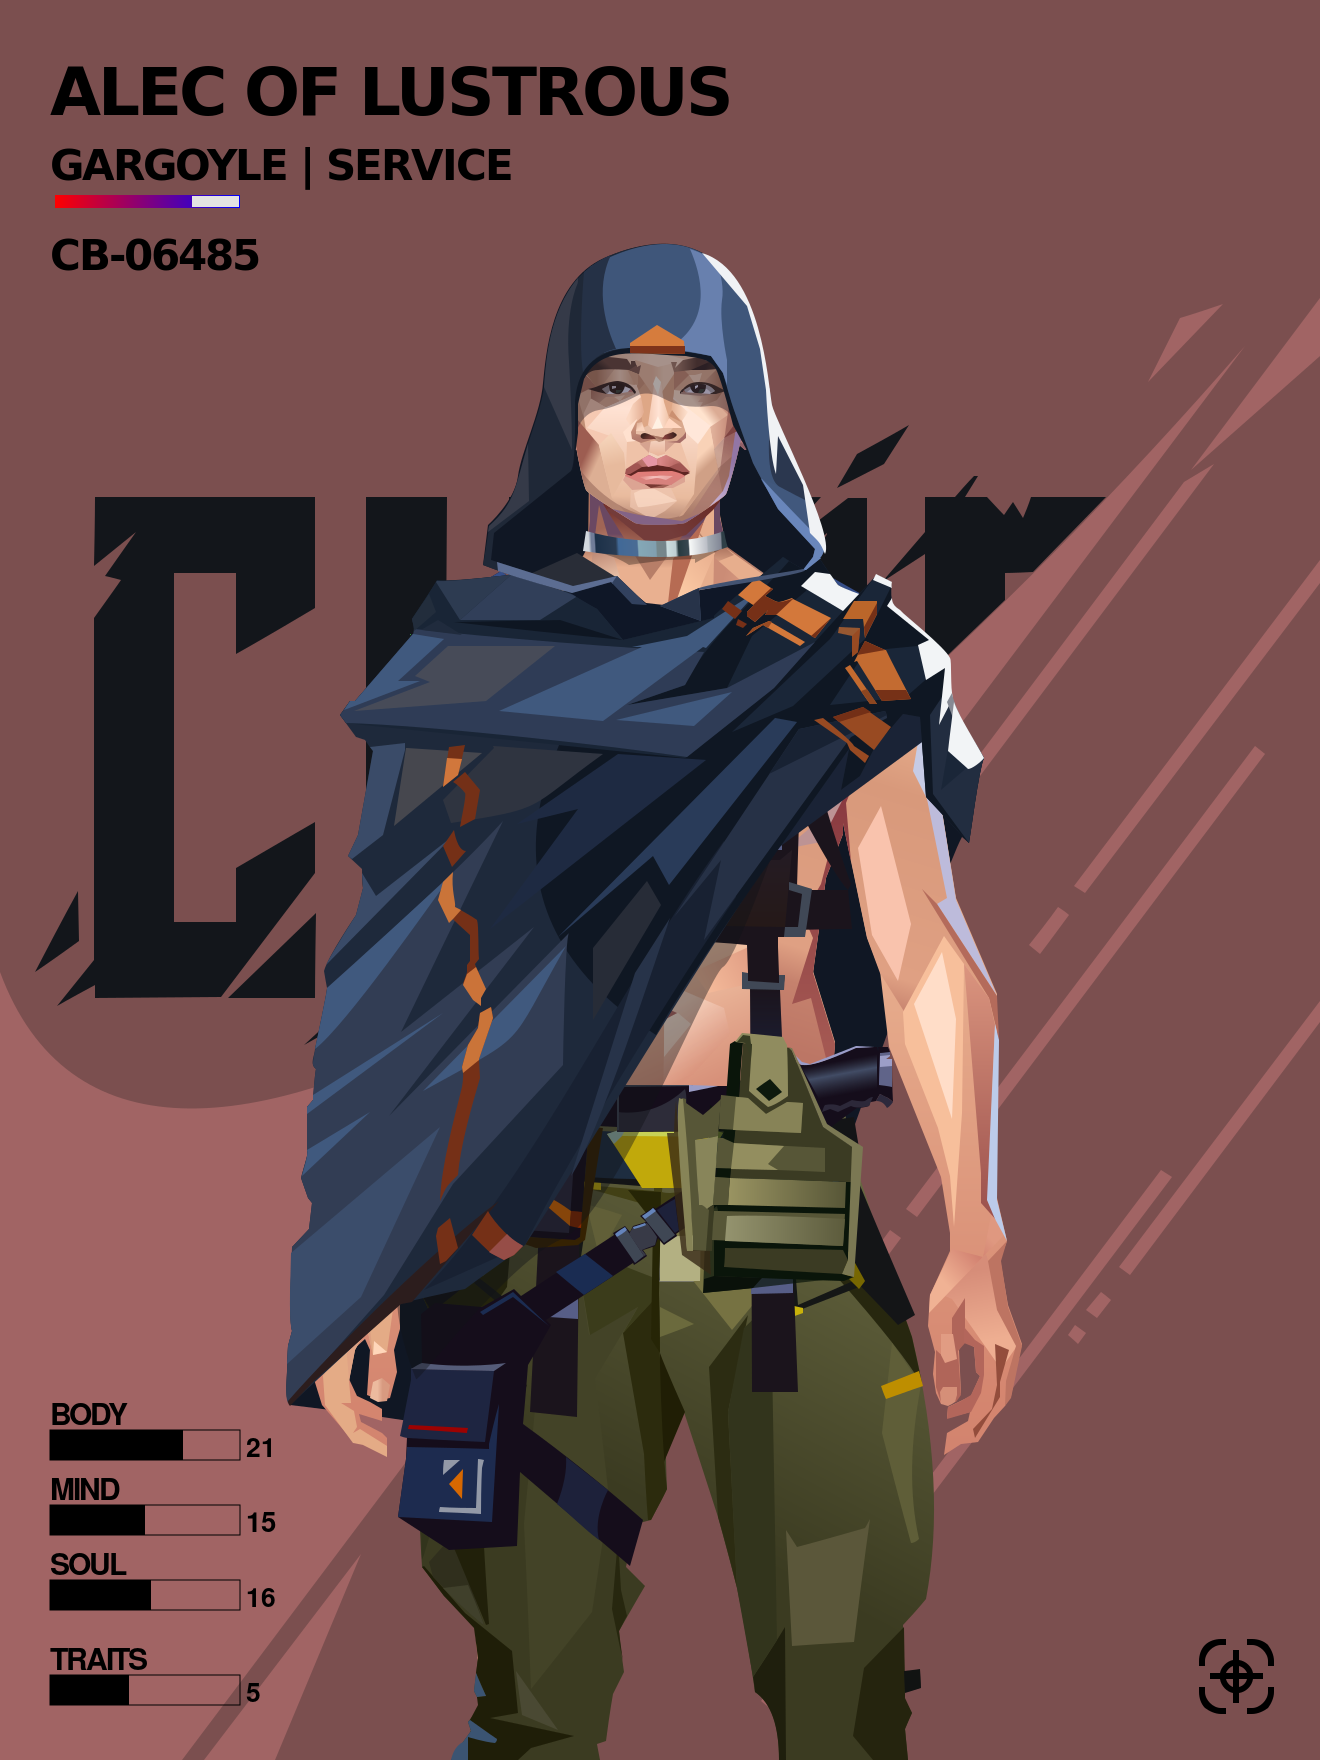 ALEC OF LUSTROUS
GARGOYLE | SERVICE
CB-06485
BODY
21
MIND
15
SOUL
16
TRAITS
5